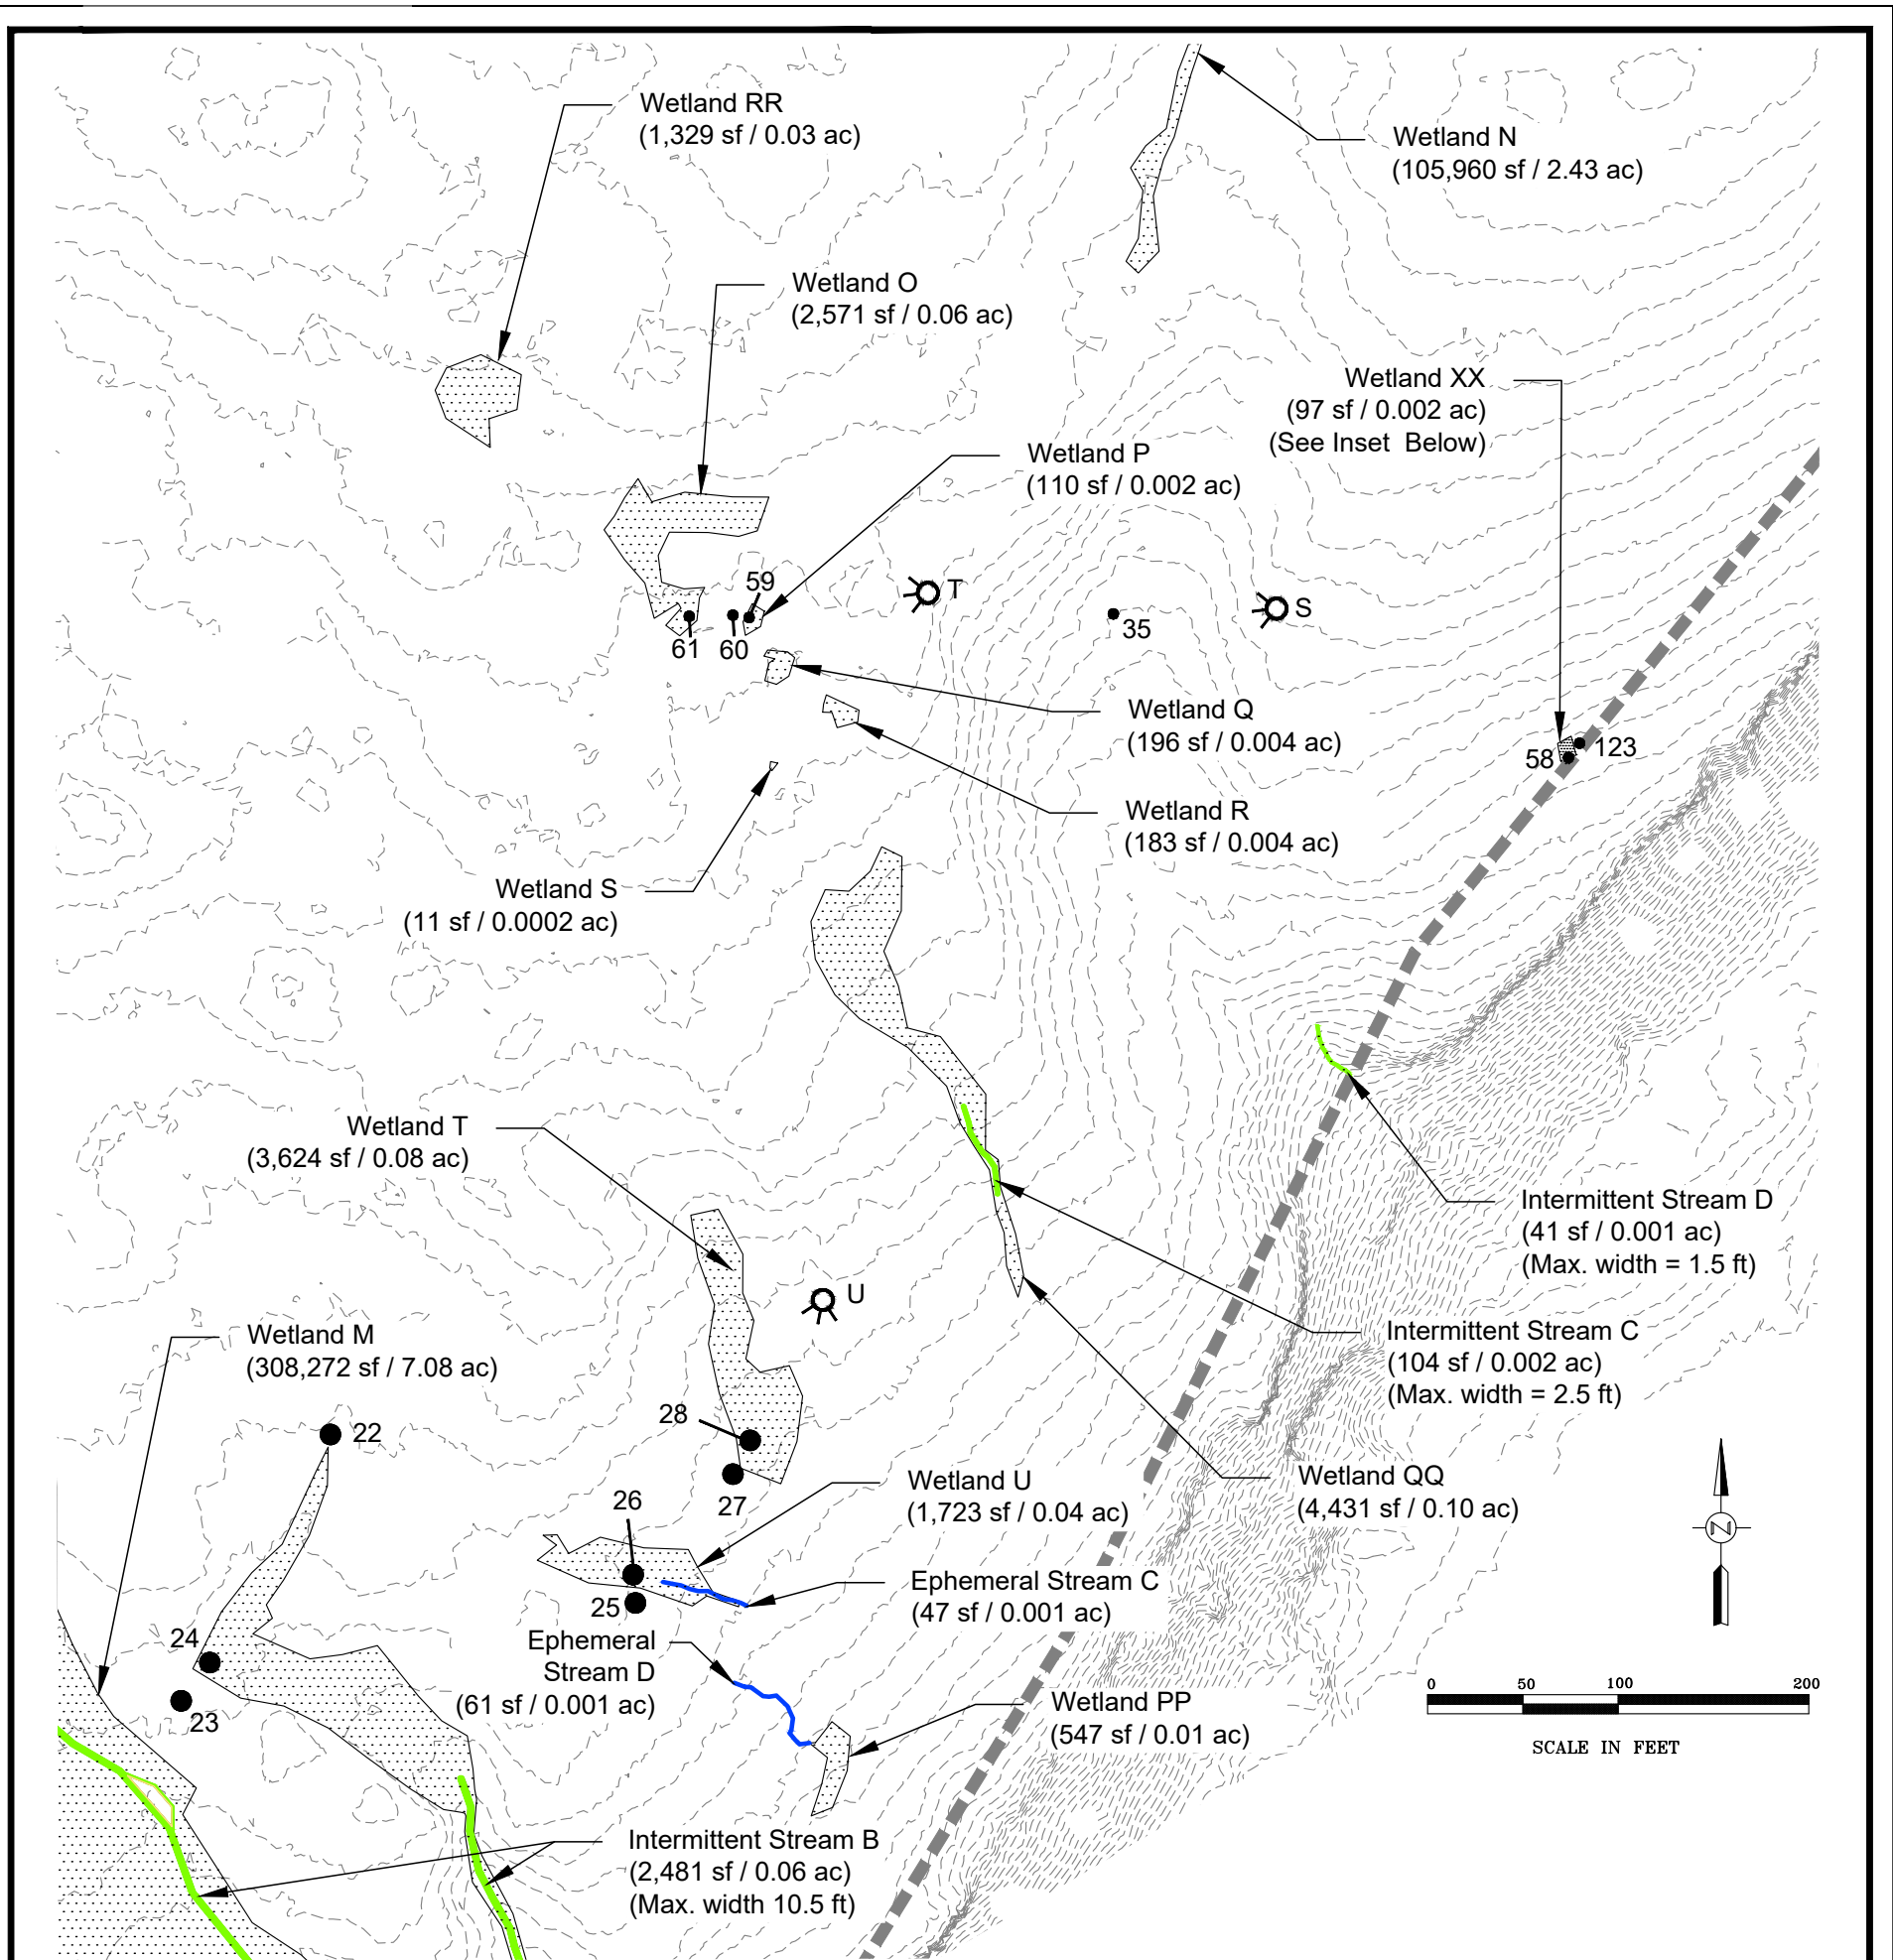 Wetland RR
(1,329 sf / 0.03 ac)
Wetland N
(105,960 sf / 2.43 ac)
Wetland O
(2,571 sf / 0.06 ac)
Wetland XX
(97 sf / 0.002 ac)
(See Inset Below)
Wetland P
(110 sf / 0.002 ac)
59
T
S
35
61
60
Wetland Q
(196 sf / 0.004 ac)
58
123
Wetland R
(183 sf / 0.004 ac)
Wetland S
(11 sf / 0.0002 ac)
Wetland T
(3,624 sf / 0.08 ac)
Intermittent Stream D
(41 sf / 0.001 ac)
(Max. width = 1.5 ft)
U
Wetland M
(308,272 sf / 7.08 ac)
Intermittent Stream C
(104 sf / 0.002 ac)
(Max. width = 2.5 ft)
22
28
27
Wetland U
(1,723 sf / 0.04 ac)
Wetland QQ
(4,431 sf / 0.10 ac)
26
N
25
Ephemeral Stream C
(47 sf / 0.001 ac)
24
Ephemeral
Stream D
(61 sf / 0.001 ac)
23
Wetland PP
(547 sf / 0.01 ac)
0 50 100 200
SCALE IN FEET
Intermittent Stream B
(2,481 sf / 0.06 ac)
(Max. width 10.5 ft)